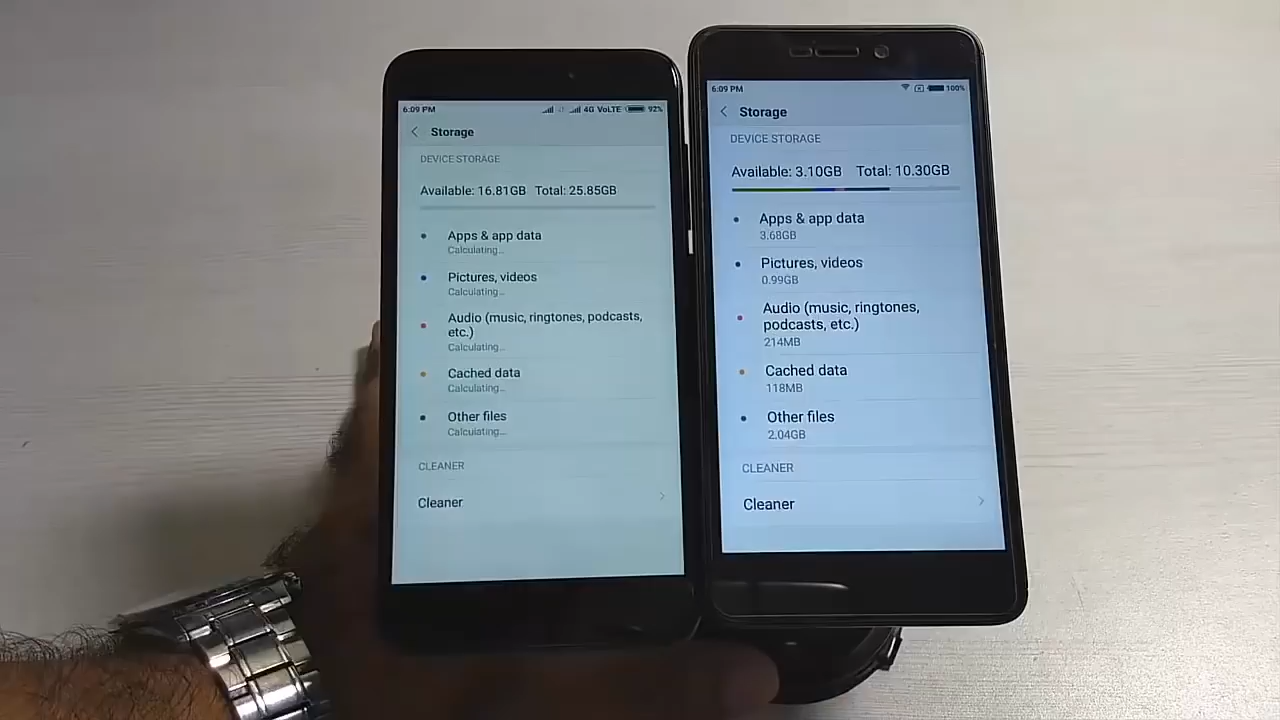 6:09 PM
4G VoLTE 92%
Storage
DEVICE STORAGE
Available: 16.81GB Total: 25.85GB
Apps & app data
Calculating...
Pictures, videos
Calculating...
Audio (music, ringtones, podcasts,
etc.)
Calculating...
Cached data
Calculating...
Other files
Calculating...
CLEANER
Cleaner
6:09 PM
100%
Storage
DEVICE STORAGE
Available: 3.10GB Total: 10.30GB
Apps & app data
3.68GB
Pictures, videos
0.99GB
Audio (music, ringtones,
podcasts, etc.)
214MB
Cached data
118MB
Other files
2.04GB
CLEANER
Cleaner